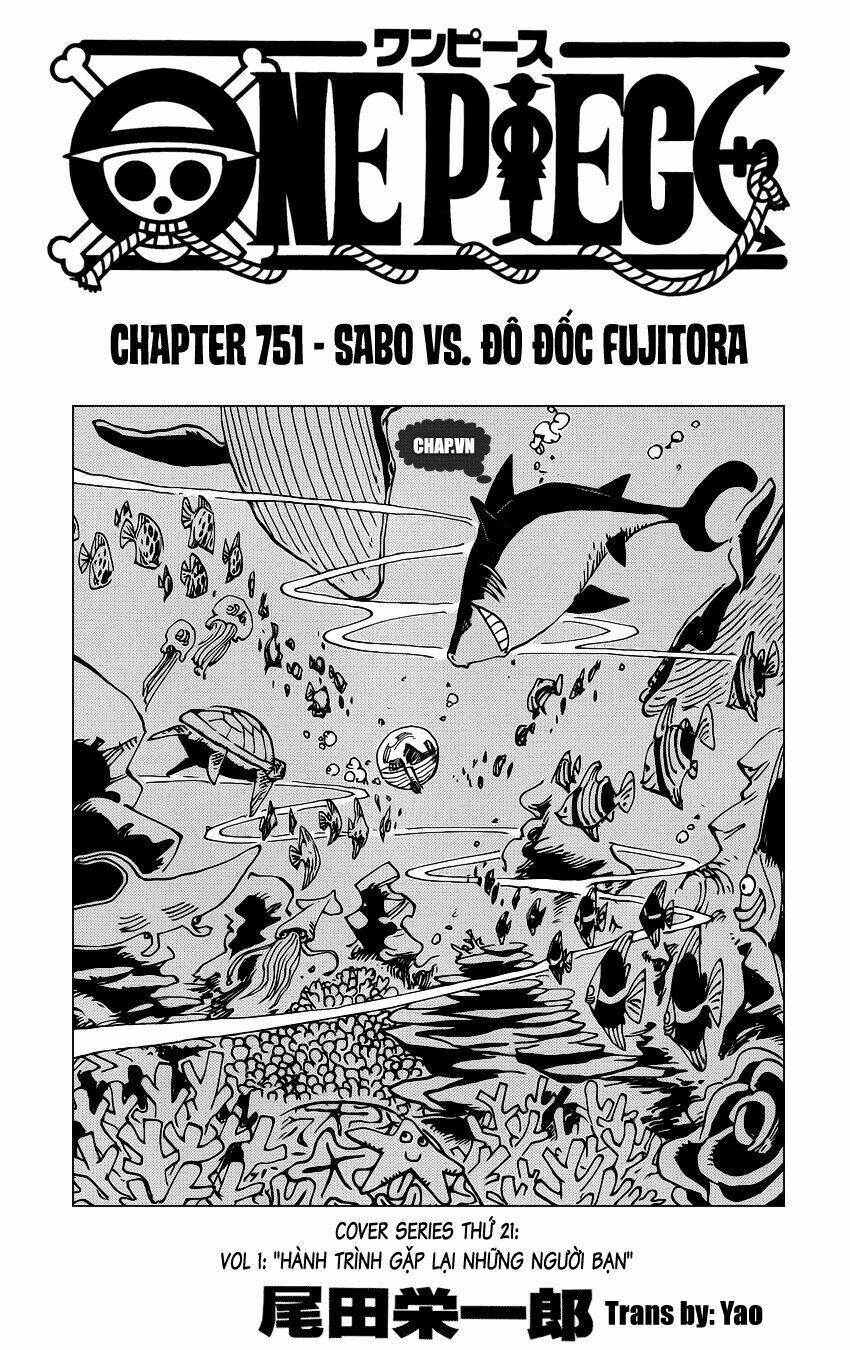 ワンピース
ONE PIECE
CHAPTER 751 - SABO VS. ĐÔ ĐỐC FUJITORA
CHAP.VN
COVER SERIES THỨ 21:
VOL 1: "HÀNH TRÌNH GẶP LẠI NHỮNG NGƯỜI BẠN"
尾田栄一郎 Trans by: Yao